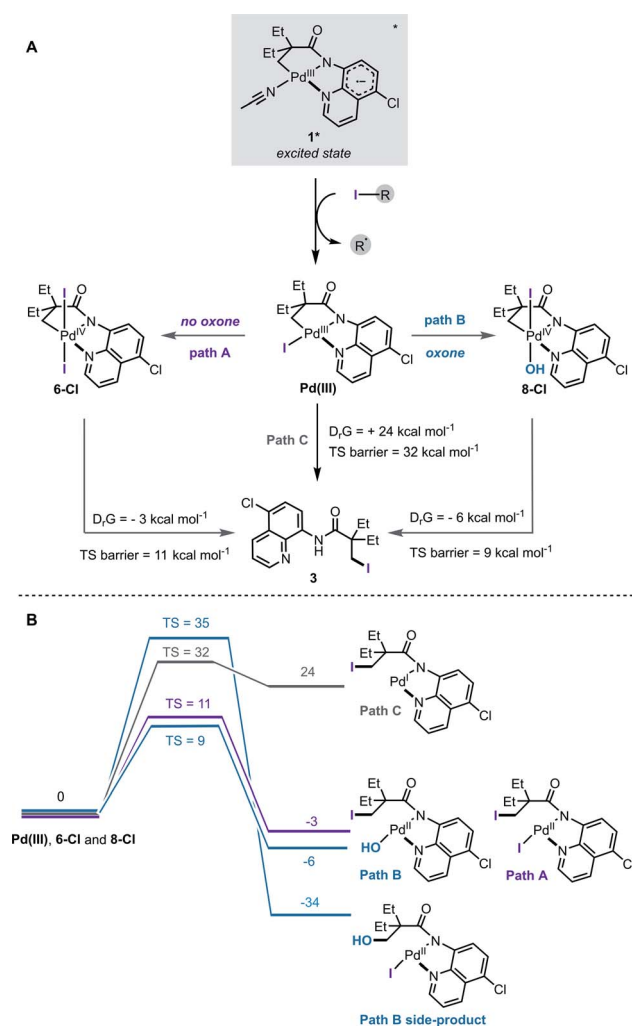 A
Et
O
*
Et
N
Pd^III
N
N
Cl
1*
excited state
I—R
R•
Et I O
Et
N
Pd^IV
N
I
Cl
6-Cl
no oxone
path A
Et O
Et
N
Pd^III
I
N
Cl
Pd(III)
path B
oxone
Et I O
Et
N
Pd^IV
N
OH
Cl
8-Cl
Path C
DrG = + 24 kcal mol⁻¹
TS barrier = 32 kcal mol⁻¹
DrG = - 3 kcal mol⁻¹
TS barrier = 11 kcal mol⁻¹
Cl
O
Et
Et
N
H
N
I
3
DrG = - 6 kcal mol⁻¹
TS barrier = 9 kcal mol⁻¹
B
TS = 35
TS = 32
24
TS = 11
TS = 9
0
Pd(III), 6-Cl and 8-Cl
-3
-6
-34
Et O
I Et
N
Pd^I
N
Cl
Path C
Et O
I Et
N
Pd^II
HO
N
Cl
Path B
Et O
I Et
N
Pd^II
I
N
Cl
Path A
Et O
HO Et
N
Pd^II
I
N
Cl
Path B side-product